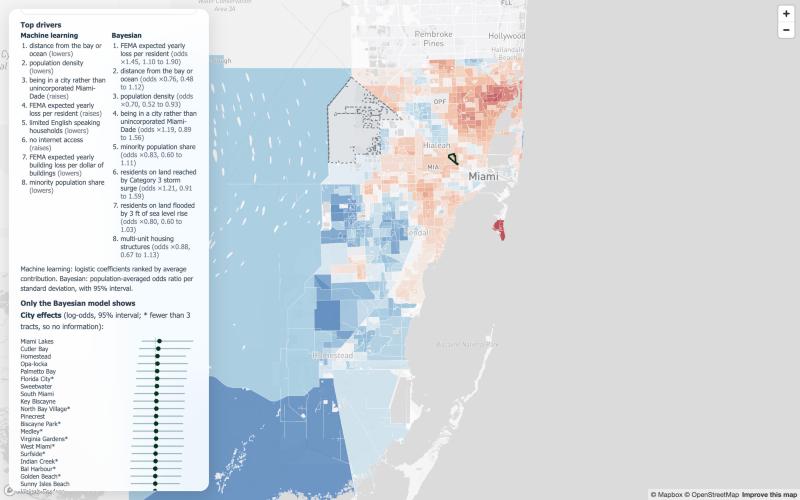 Top drivers
Machine learning
1. distance from the bay or
ocean (lowers)
2. population density
(lowers)
3. being in a city rather than
unincorporated Miami-
Dade (raises)
4. FEMA expected yearly
loss per resident (raises)
5. limited English speaking
households (lowers)
6. no internet access
(raises)
7. FEMA expected yearly
building loss per dollar of
buildings (lowers)
8. minority population share
(lowers)
Bayesian
1. FEMA expected yearly
loss per resident (odds
×1.45, 1.10 to 1.90)
2. distance from the bay or
ocean (odds ×0.76, 0.48
to 1.12)
3. population density (odds
×0.70, 0.52 to 0.93)
4. being in a city rather than
unincorporated Miami-
Dade (odds ×1.19, 0.89
to 1.56)
5. minority population share
(odds ×0.83, 0.60 to
1.11)
6. residents on land reached
by Category 3 storm
surge (odds ×1.21, 0.91
to 1.59)
7. residents on land flooded
by 3 ft of sea level rise
(odds ×0.80, 0.60 to
1.03)
8. multi-unit housing
structures (odds ×0.88,
0.67 to 1.13)
Machine learning: logistic coefficients ranked by average
contribution. Bayesian: population-averaged odds ratio per
standard deviation, with 95% interval.
Only the Bayesian model shows
City effects (log-odds, 95% interval; * fewer than 3
tracts, so no information):
Miami Lakes
Cutler Bay
Homestead
Opa-locka
Palmetto Bay
Florida City*
Sweetwater
South Miami
Key Biscayne
North Bay Village*
Pinecrest
Biscayne Park*
Medley*
Virginia Gardens*
West Miami*
Surfside*
Indian Creek*
Bal Harbour*
Golden Beach*
Sunny Isles Beach
Water Conservation
Area 3A
FLL
Pembroke
Pines
Hollywood
Hallandale
Beach
OPF
Hialeah
MIA
Miami
Kendall
Biscayne National Park
Homestead
+
−
© Mapbox © OpenStreetMap Improve this map